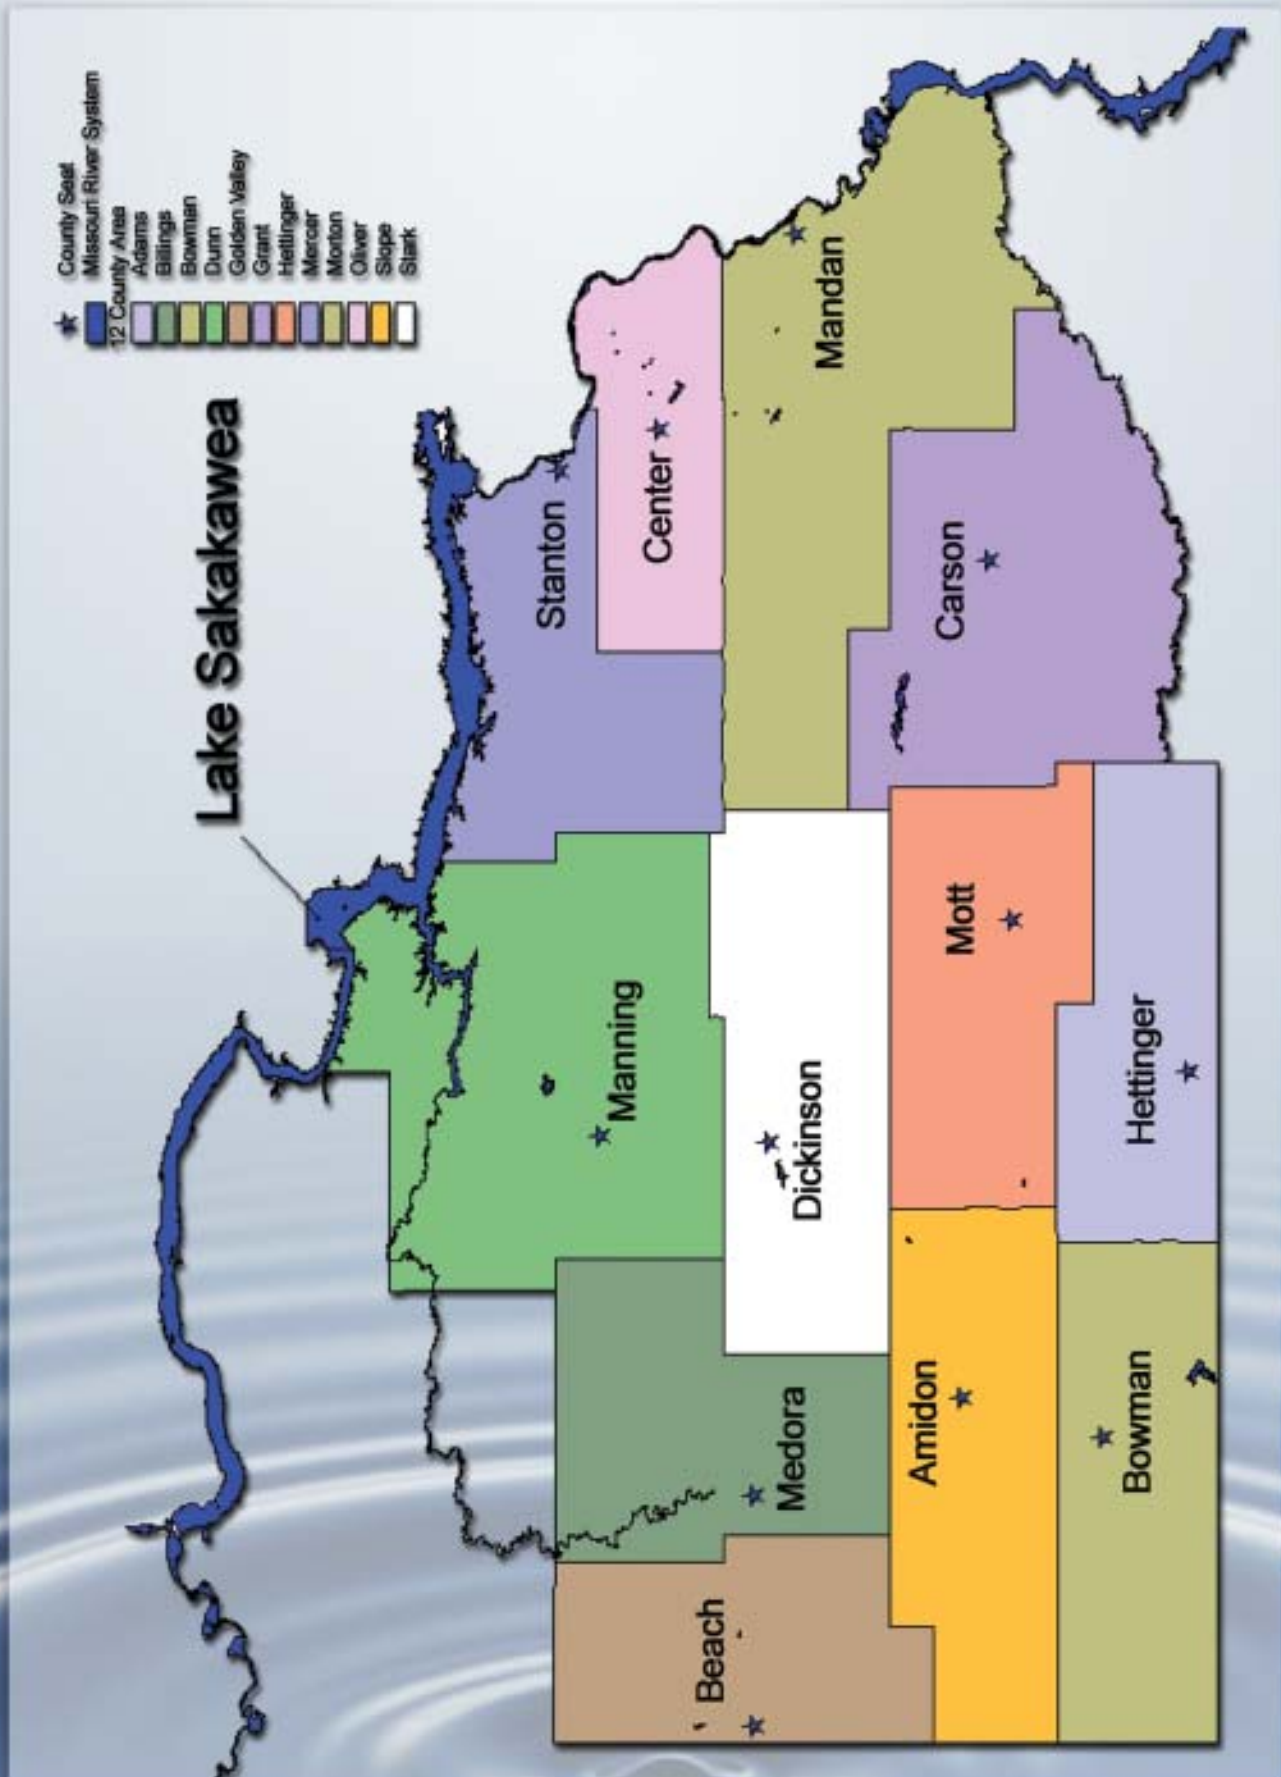 County Seat
Missouri River System
12 County Area
Adams
Billings
Bowman
Dunn
Golden Valley
Grant
Hettinger
Mercer
Morton
Oliver
Slope
Stark
Lake Sakakawea
Stanton
Center
Mandan
Manning
Carson
Dickinson
Mott
Beach
Medora
Amidon
Hettinger
Bowman